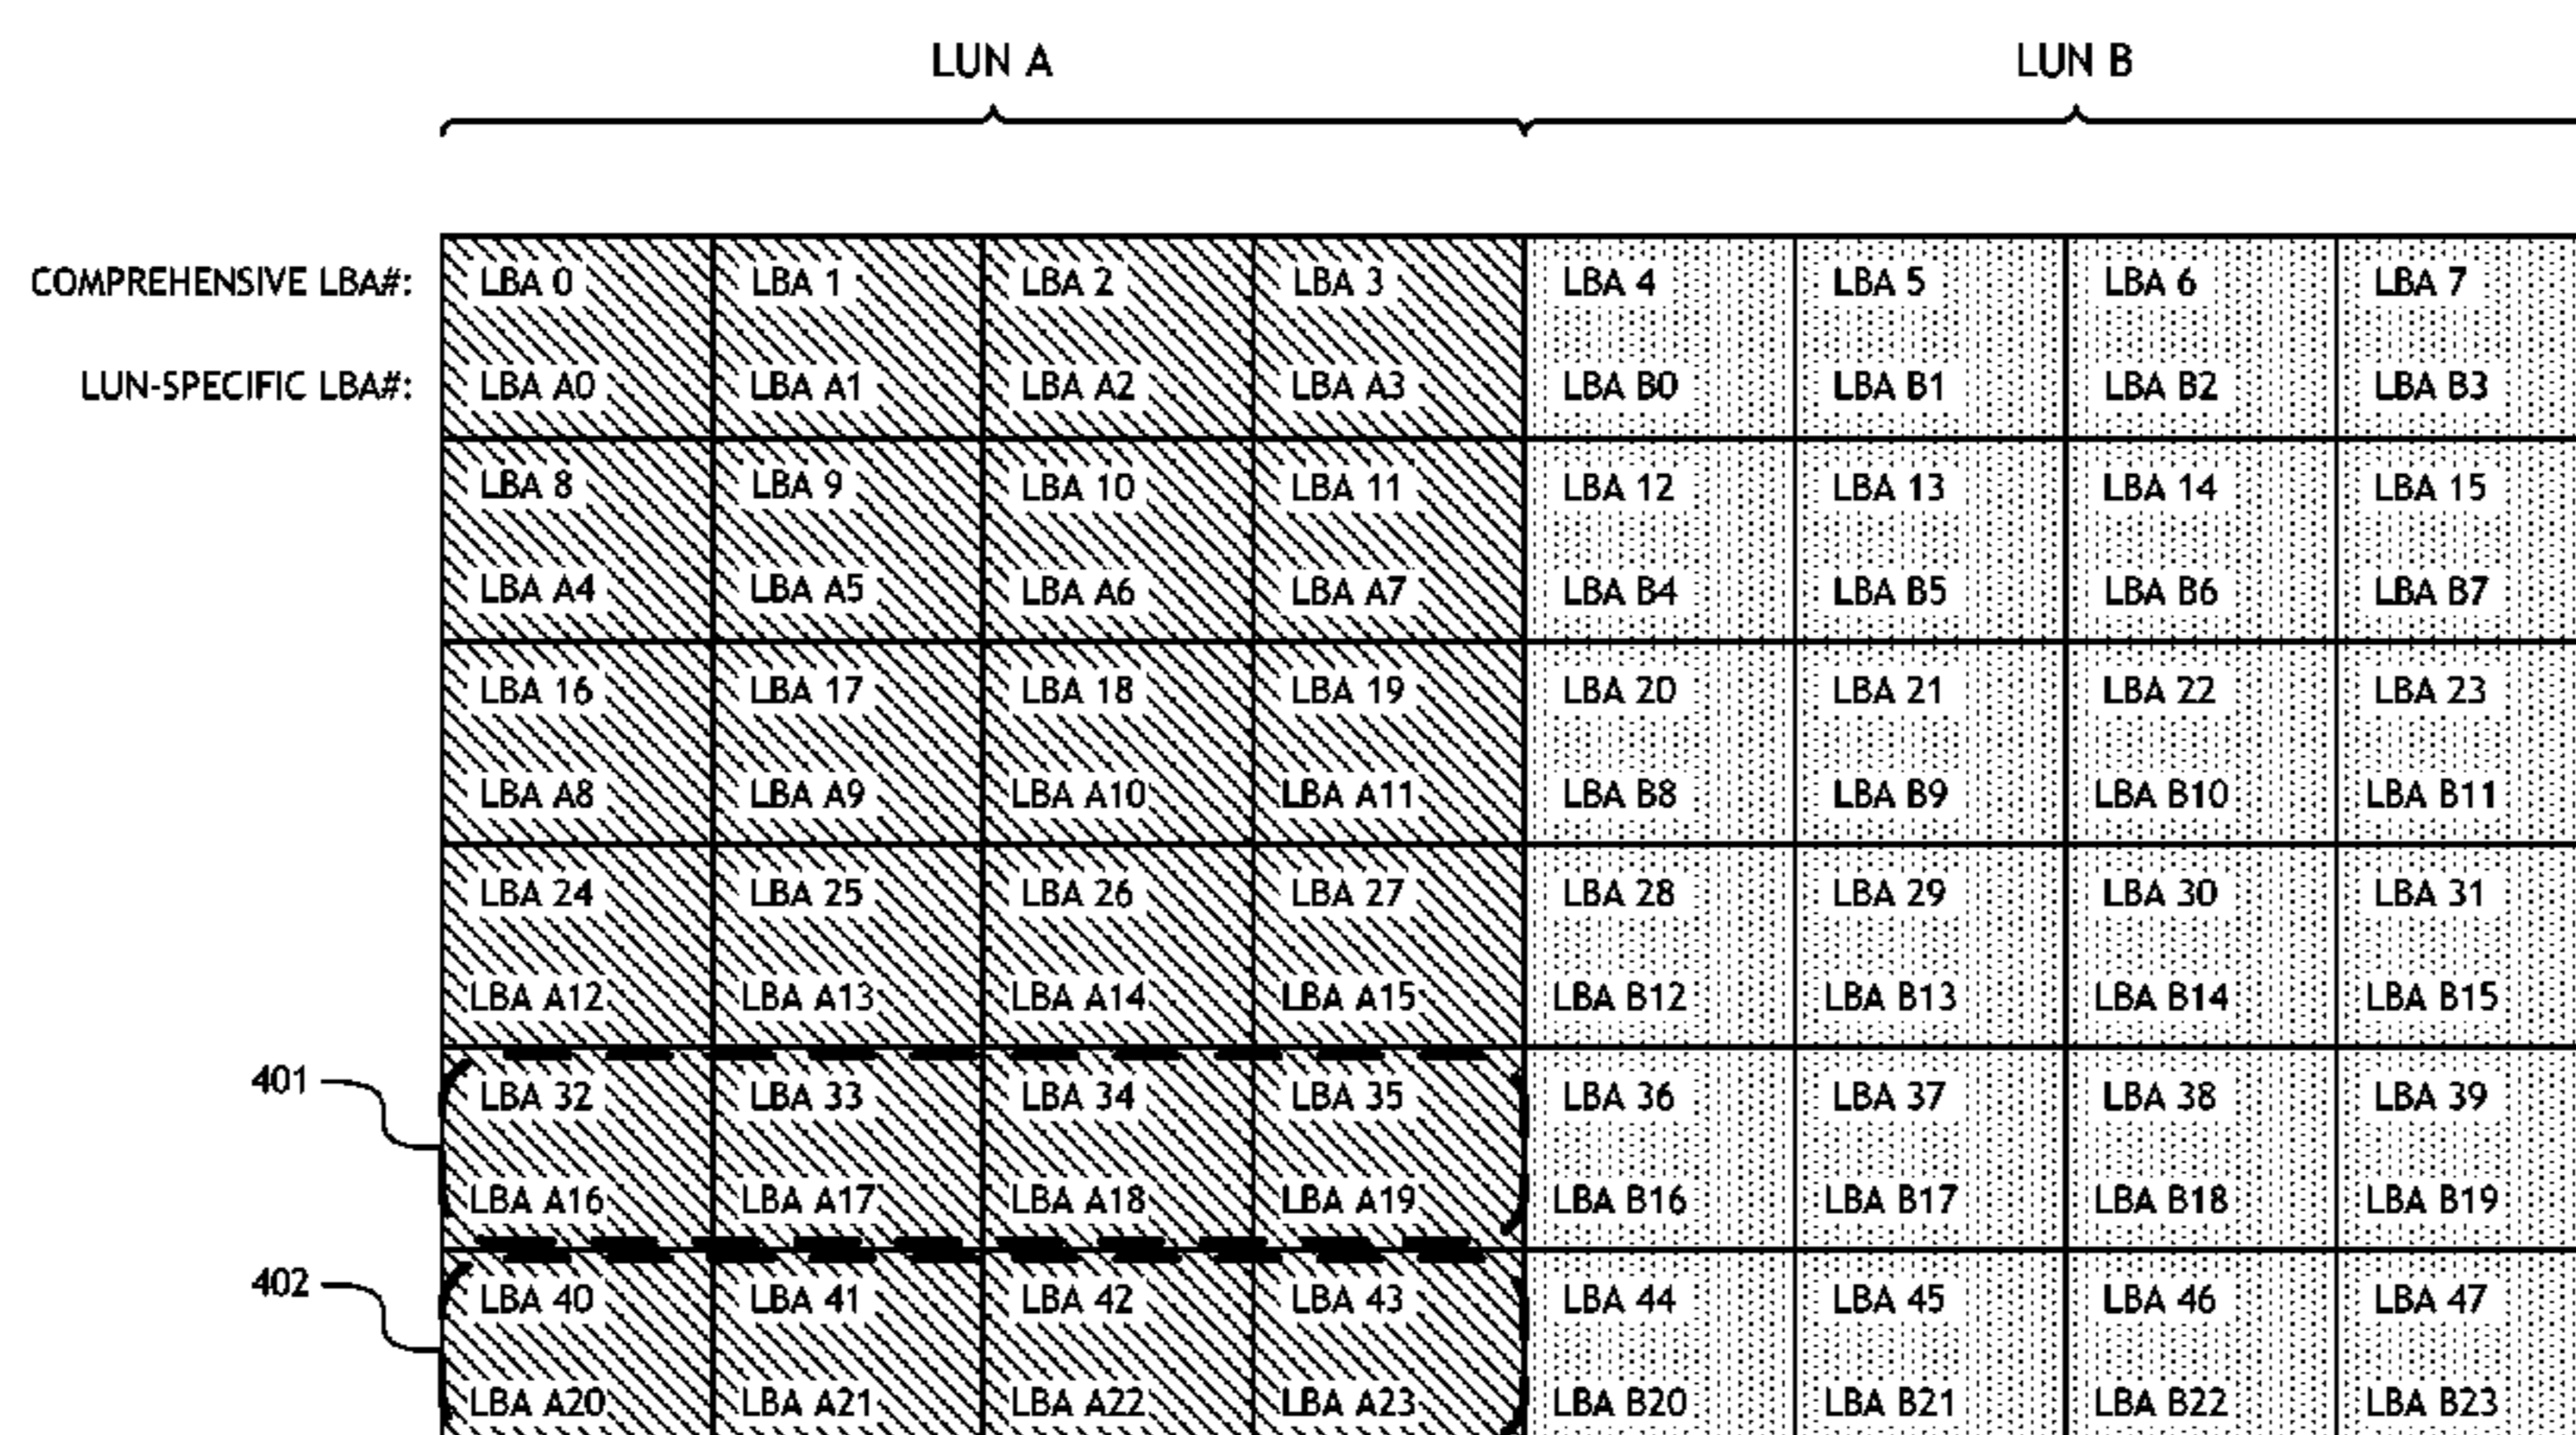 LUN A LUN B
COMPREHENSIVE LBA#: LBA 0 LBA 1 LBA 2 LBA 3 LBA 4 LBA 5 LBA 6 LBA 7
LUN-SPECIFIC LBA#: LBA A0 LBA A1 LBA A2 LBA A3 LBA B0 LBA B1 LBA B2 LBA B3
LBA 8 LBA 9 LBA 10 LBA 11 LBA 12 LBA 13 LBA 14 LBA 15
LBA A4 LBA A5 LBA A6 LBA A7 LBA B4 LBA B5 LBA B6 LBA B7
LBA 16 LBA 17 LBA 18 LBA 19 LBA 20 LBA 21 LBA 22 LBA 23
LBA A8 LBA A9 LBA A10 LBA A11 LBA B8 LBA B9 LBA B10 LBA B11
LBA 24 LBA 25 LBA 26 LBA 27 LBA 28 LBA 29 LBA 30 LBA 31
LBA A12 LBA A13 LBA A14 LBA A15 LBA B12 LBA B13 LBA B14 LBA B15
401 LBA 32 LBA 33 LBA 34 LBA 35 LBA 36 LBA 37 LBA 38 LBA 39
LBA A16 LBA A17 LBA A18 LBA A19 LBA B16 LBA B17 LBA B18 LBA B19
402 LBA 40 LBA 41 LBA 42 LBA 43 LBA 44 LBA 45 LBA 46 LBA 47
LBA A20 LBA A21 LBA A22 LBA A23 LBA B20 LBA B21 LBA B22 LBA B23